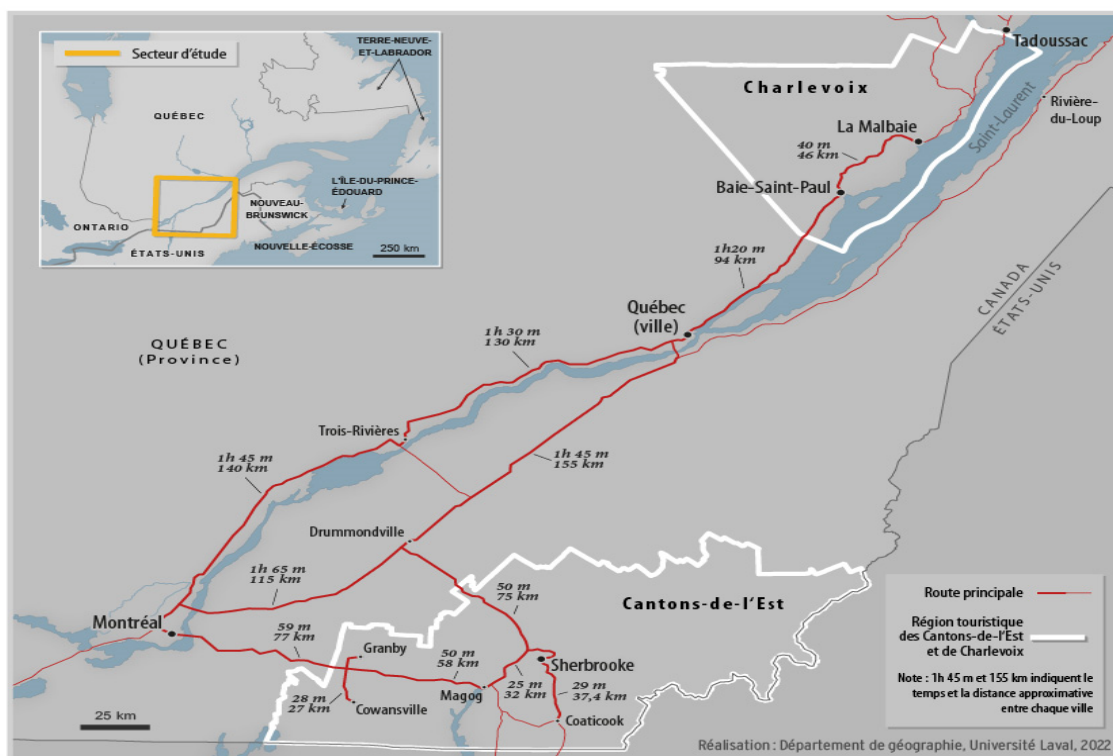 Secteur d'étude
TERRE-NEUVE-
ET-LABRADOR
QUÉBEC
L'ÎLE-DU-PRINCE-
ÉDOUARD
NOUVEAU-
BRUNSWICK
ONTARIO
NOUVELLE-ÉCOSSE
ÉTATS-UNIS
250 km
Tadoussac
Charlevoix
Rivière-
du-Loup
Saint-Laurent
La Malbaie
40 m
46 km
Baie-Saint-Paul
1h20 m
94 km
CANADA
ÉTATS-UNIS
Québec
(ville)
QUÉBEC
(Province)
1h 30 m
130 km
Trois-Rivières
1h 45 m
140 km
1h 45 m
155 km
Drummondville
1h 65 m
115 km
50 m
75 km
Cantons-de-l'Est
Montréal
59 m
77 km
Granby
50 m
58 km
Sherbrooke
28 m
27 km
Cowansville
Magog
25 m
32 km
29 m
37,4 km
Coaticook
25 km
Route principale
Région touristique
des Cantons-de-l'Est
et de Charlevoix
Note : 1h 45 m et 155 km indiquent le
temps et la distance approximative
entre chaque ville
Réalisation : Département de géographie, Université Laval, 2022